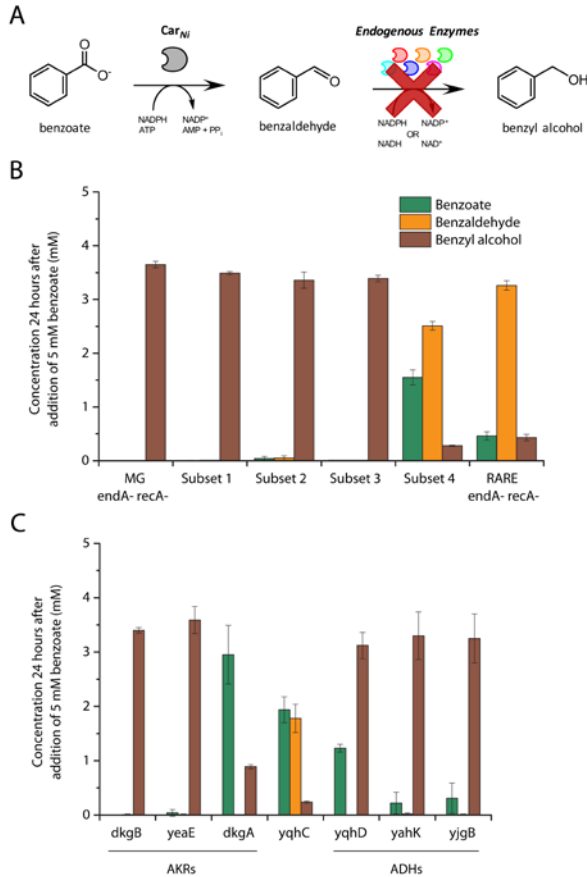 A
Car_Ni
Endogenous Enzymes
O
O⁻
O
OH
NADPH
ATP
NADP⁺
AMP + PPᵢ
NADPH
NADP⁺
OR
NADH
NAD⁺
benzoate
benzaldehyde
benzyl alcohol
B
Concentration 24 hours after
addition of 5 mM benzoate (mM)
5
4
3
2
1
0
Benzoate
Benzaldehyde
Benzyl alcohol
MG
endA- recA-
Subset 1
Subset 2
Subset 3
Subset 4
RARE
endA- recA-
C
Concentration 24 hours after
addition of 5 mM benzoate (mM)
5
4
3
2
1
0
dkgB
yeaE
dkgA
yqhC
yqhD
yahK
yjgB
AKRs
ADHs